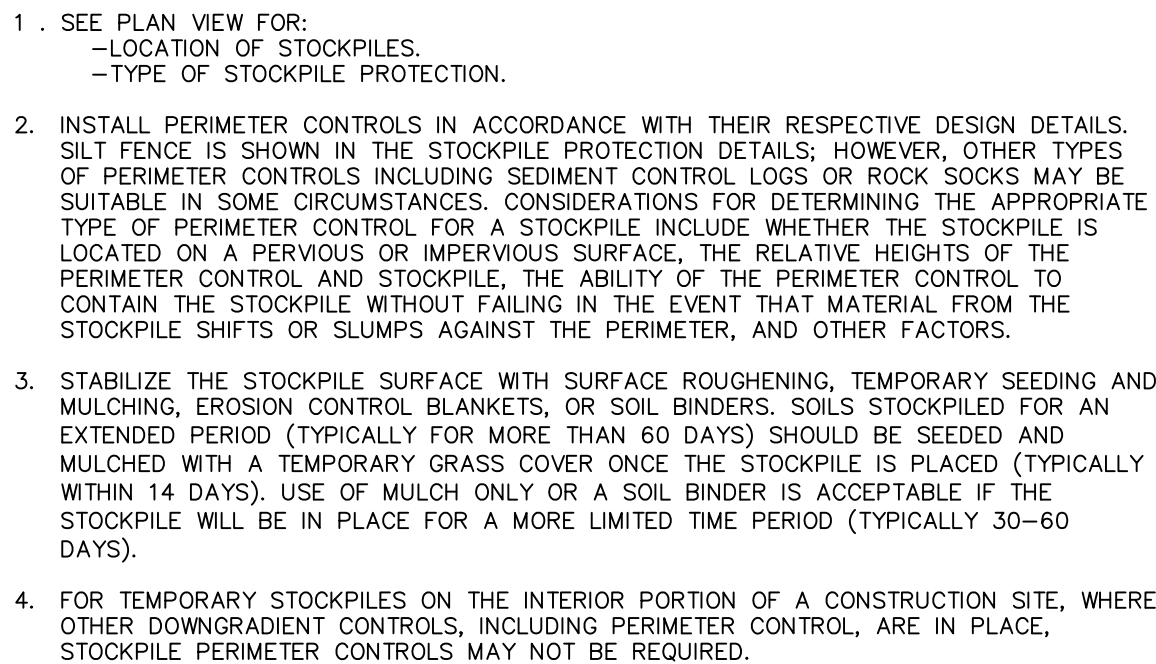 1 . SEE PLAN VIEW FOR:
–LOCATION OF STOCKPILES.
–TYPE OF STOCKPILE PROTECTION.
2. INSTALL PERIMETER CONTROLS IN ACCORDANCE WITH THEIR RESPECTIVE DESIGN DETAILS.
SILT FENCE IS SHOWN IN THE STOCKPILE PROTECTION DETAILS; HOWEVER, OTHER TYPES
OF PERIMETER CONTROLS INCLUDING SEDIMENT CONTROL LOGS OR ROCK SOCKS MAY BE
SUITABLE IN SOME CIRCUMSTANCES. CONSIDERATIONS FOR DETERMINING THE APPROPRIATE
TYPE OF PERIMETER CONTROL FOR A STOCKPILE INCLUDE WHETHER THE STOCKPILE IS
LOCATED ON A PERVIOUS OR IMPERVIOUS SURFACE, THE RELATIVE HEIGHTS OF THE
PERIMETER CONTROL AND STOCKPILE, THE ABILITY OF THE PERIMETER CONTROL TO
CONTAIN THE STOCKPILE WITHOUT FAILING IN THE EVENT THAT MATERIAL FROM THE
STOCKPILE SHIFTS OR SLUMPS AGAINST THE PERIMETER, AND OTHER FACTORS.
3. STABILIZE THE STOCKPILE SURFACE WITH SURFACE ROUGHENING, TEMPORARY SEEDING AND
MULCHING, EROSION CONTROL BLANKETS, OR SOIL BINDERS. SOILS STOCKPILED FOR AN
EXTENDED PERIOD (TYPICALLY FOR MORE THAN 60 DAYS) SHOULD BE SEEDED AND
MULCHED WITH A TEMPORARY GRASS COVER ONCE THE STOCKPILE IS PLACED (TYPICALLY
WITHIN 14 DAYS). USE OF MULCH ONLY OR A SOIL BINDER IS ACCEPTABLE IF THE
STOCKPILE WILL BE IN PLACE FOR A MORE LIMITED TIME PERIOD (TYPICALLY 30–60
DAYS).
4. FOR TEMPORARY STOCKPILES ON THE INTERIOR PORTION OF A CONSTRUCTION SITE, WHERE
OTHER DOWNGRADIENT CONTROLS, INCLUDING PERIMETER CONTROL, ARE IN PLACE,
STOCKPILE PERIMETER CONTROLS MAY NOT BE REQUIRED.